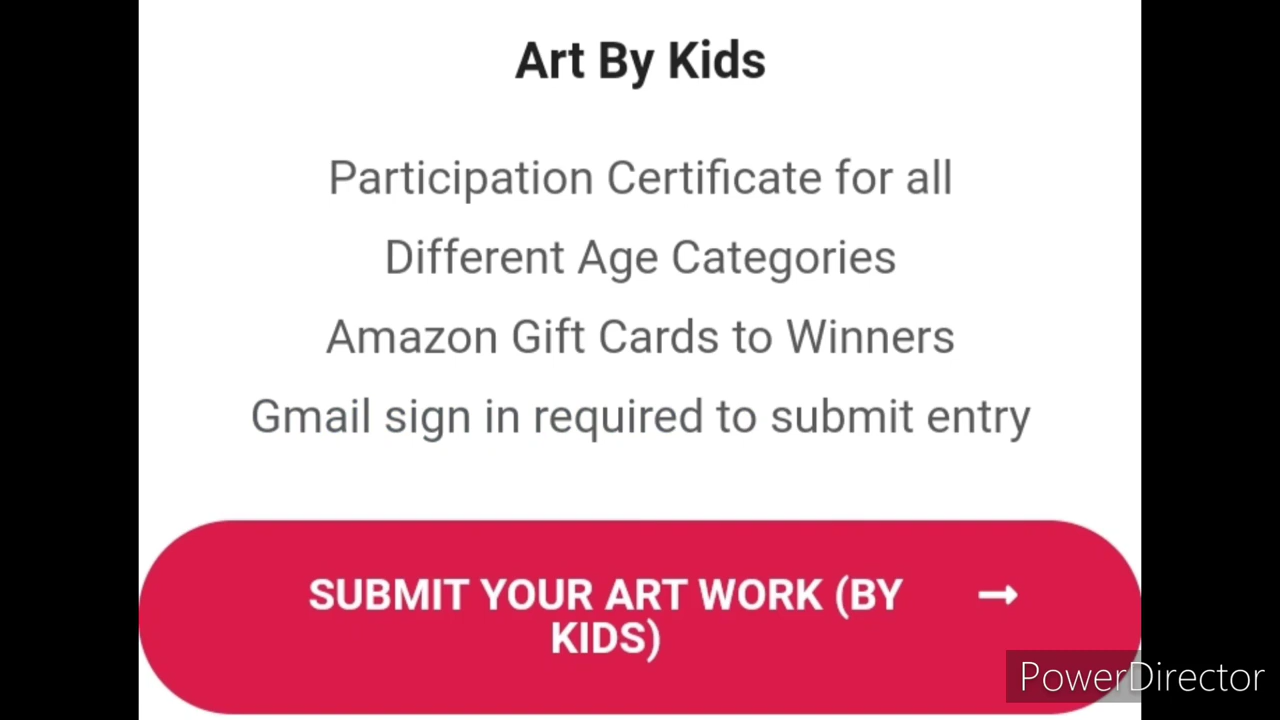 Art By Kids
Participation Certificate for all
Different Age Categories
Amazon Gift Cards to Winners
Gmail sign in required to submit entry
SUBMIT YOUR ART WORK (BY
KIDS)
PowerDirector